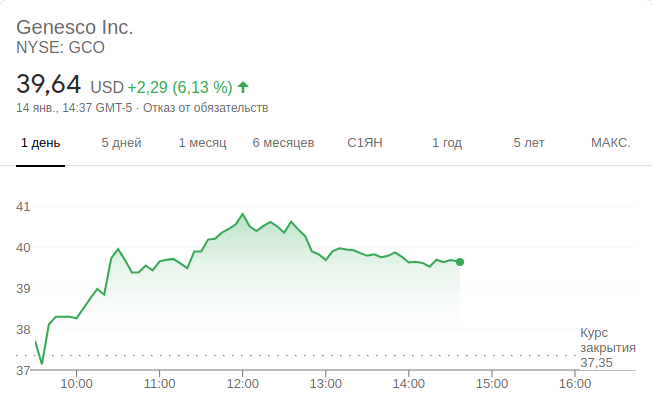 Genesco Inc.
NYSE: GCO
39,64 USD +2,29 (6,13 %)
14 янв., 14:37 GMT-5 · Отказ от обязательств
1 день 5 дней 1 месяц 6 месяцев С1ЯН 1 год 5 лет МАКС.
41
40
39
38
37
Курс
закрытия
37,35
10:00 11:00 12:00 13:00 14:00 15:00 16:00